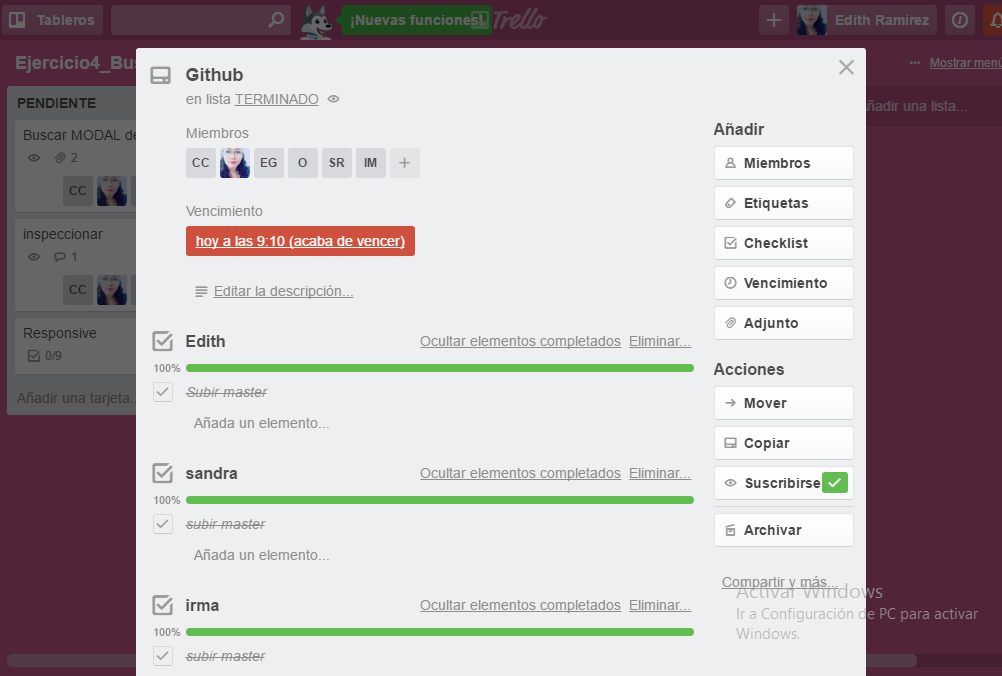 Tableros
¡Nuevas funciones!
Trello
Edith Ramirez
Ejercicio4_Bus
Mostrar menu
PENDIENTE
Buscar MODAL de
2
CC
inspeccionar
1
CC
Responsive
0/9
Añadir una tarjeta...
ñadir una lista...
Github
en lista TERMINADO
Miembros
CC EG O SR IM +
Vencimiento
hoy a las 9:10 (acaba de vencer)
Editar la descripción...
Edith Ocultar elementos completados Eliminar...
100%
Subir master
Añada un elemento...
sandra Ocultar elementos completados Eliminar...
100%
subir master
Añada un elemento...
irma Ocultar elementos completados Eliminar...
100%
subir master
Añadir
Miembros
Etiquetas
Checklist
Vencimiento
Adjunto
Acciones
Mover
Copiar
Suscribirse
Archivar
Compartir y más...
Activar Windows
Ir a Configuración de PC para activar
Windows.